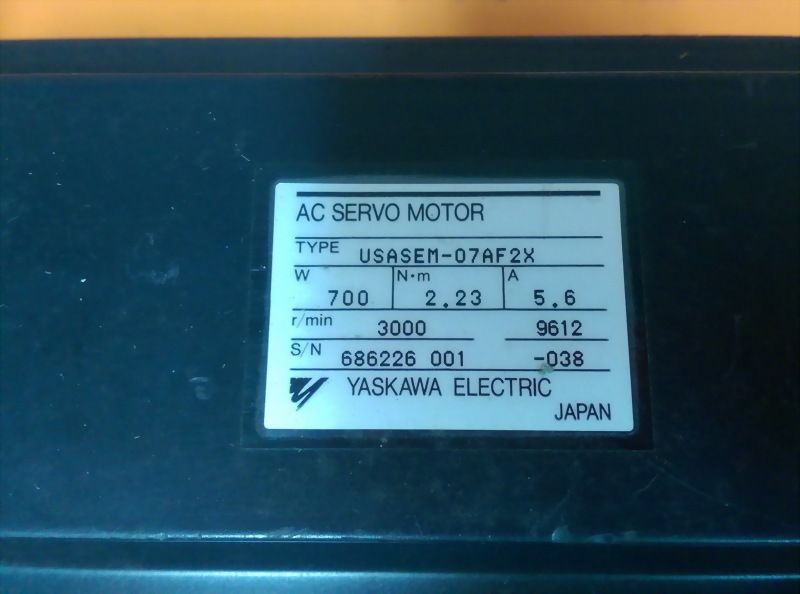 AC SERVO MOTOR
TYPE USASEM-07AF2X
W 700 N·m 2.23 A 5.6
r/min 3000 9612
S/N 686226 001 -038
YASKAWA ELECTRIC
JAPAN